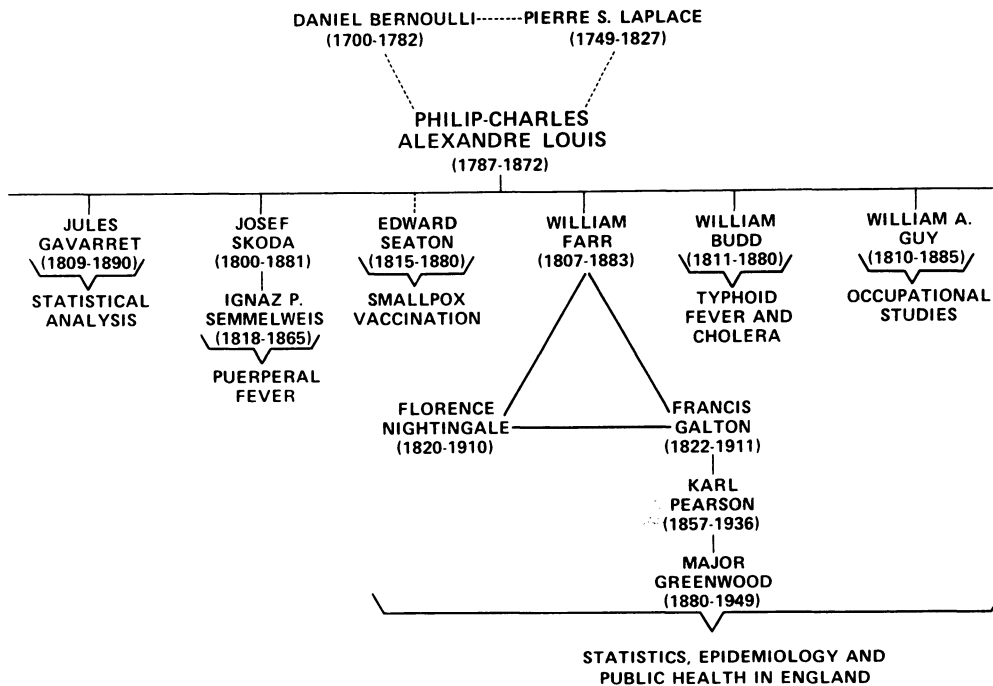 DANIEL BERNOULLI
(1700-1782)
PIERRE S. LAPLACE
(1749-1827)
PHILIP-CHARLES
ALEXANDRE LOUIS
(1787-1872)
JULES
GAVARRET
(1809-1890)
STATISTICAL
ANALYSIS
JOSEF
SKODA
(1800-1881)
IGNAZ P.
SEMMELWEIS
(1818-1865)
PUERPERAL
FEVER
EDWARD
SEATON
(1815-1880)
SMALLPOX
VACCINATION
WILLIAM
FARR
(1807-1883)
WILLIAM
BUDD
(1811-1880)
TYPHOID
FEVER AND
CHOLERA
WILLIAM A.
GUY
(1810-1885)
OCCUPATIONAL
STUDIES
FLORENCE
NIGHTINGALE
(1820-1910)
FRANCIS
GALTON
(1822-1911)
KARL
PEARSON
(1857-1936)
MAJOR
GREENWOOD
(1880-1949)
STATISTICS, EPIDEMIOLOGY AND
PUBLIC HEALTH IN ENGLAND